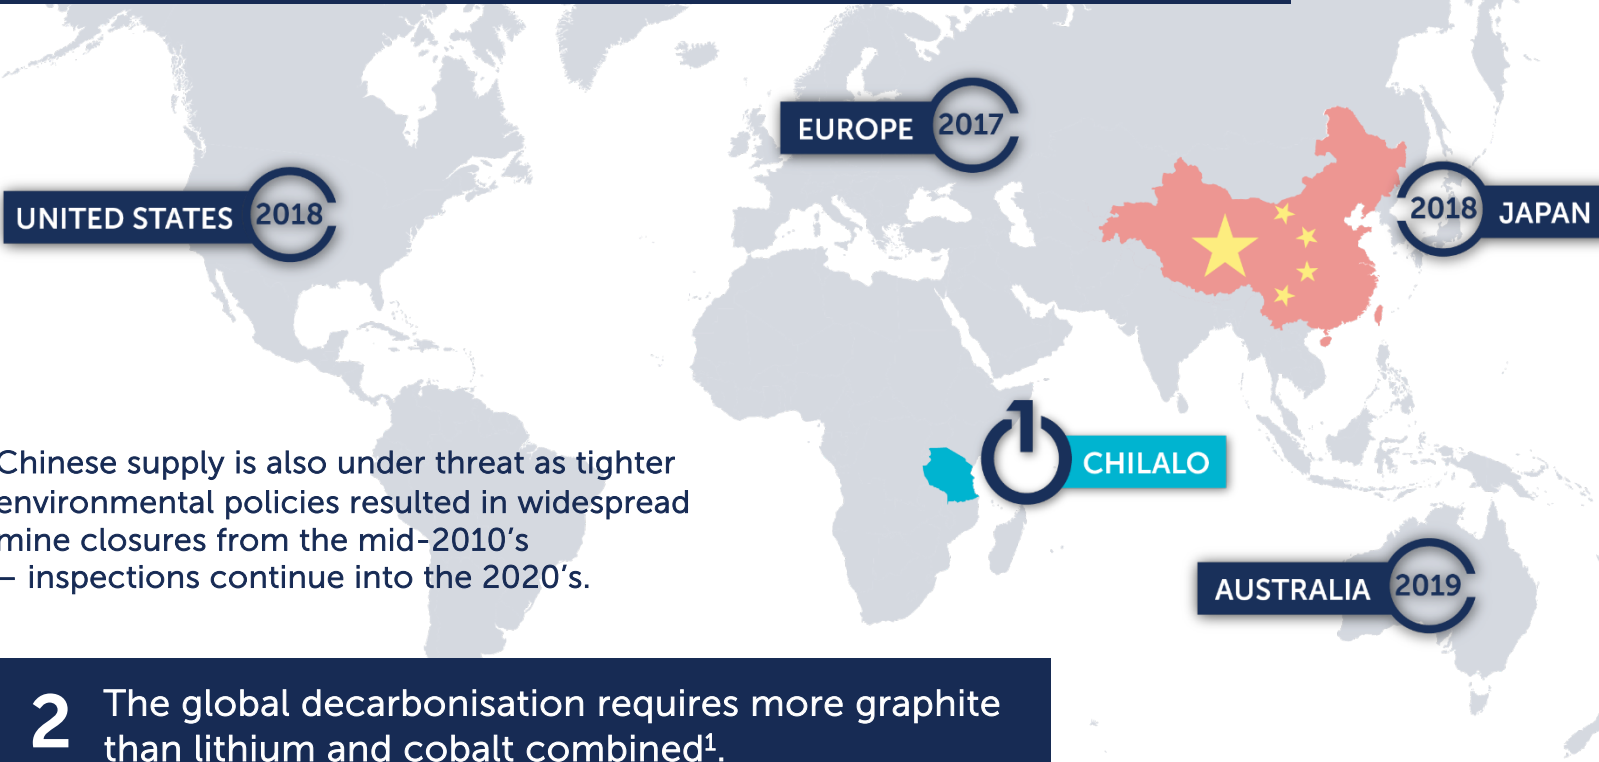 EUROPE 2017
UNITED STATES 2018
2018 JAPAN
CHILALO
Chinese supply is also under threat as tighter
environmental policies resulted in widespread
mine closures from the mid-2010's
– inspections continue into the 2020's.
AUSTRALIA 2019
2 The global decarbonisation requires more graphite
than lithium and cobalt combined¹.